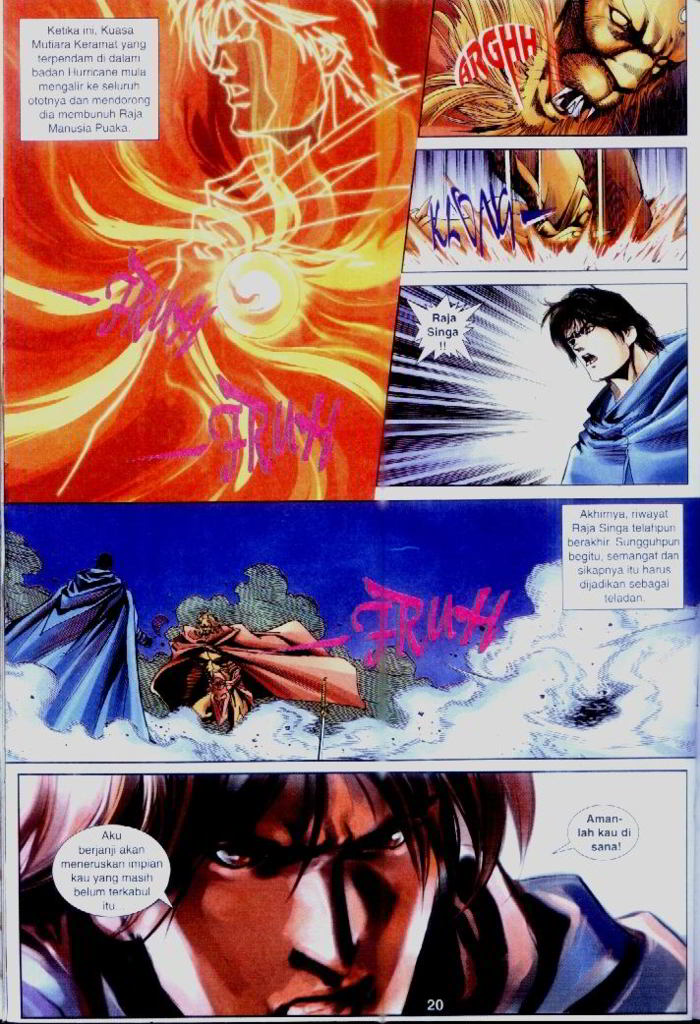 Ketika ini, Kuasa
Mutiara Keramat yang
terpendam di dalam
badan Hurricane mula
mengalir ke seluruh
ototnya dan mendorong
dia membunuh Raja
Manusia Puaka.
ARGHH
Raja
Singa
!!
FRUH
FRUH
Akhirnya, riwayat
Raja Singa telahpun
berakhir. Sungguhpun
begitu, semangat dan
sikapnya itu harus
dijadikan sebagai
teladan.
FRUH
Aku
berjanji akan
meneruskan impian
kau yang masih
belum terkabul
itu...
Aman-
lah kau di
sana!
20